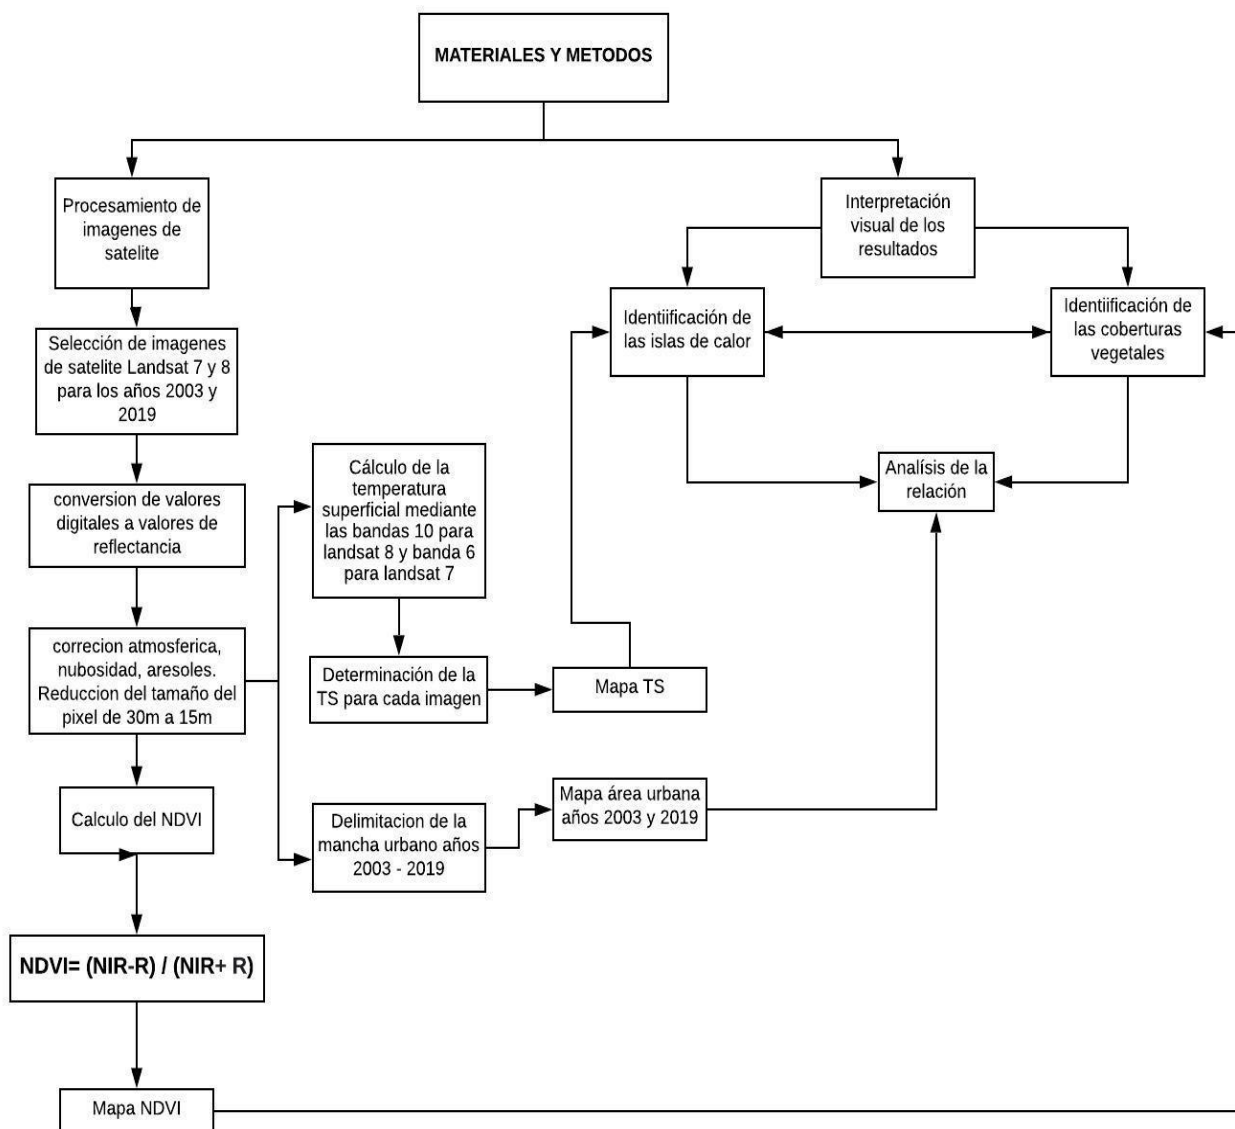 MATERIALES Y METODOS
Procesamiento de
imagenes de
satelite
Interpretación
visual de los
resultados
Selección de imagenes
de satelite Landsat 7 y 8
para los años 2003 y
2019
Identiificación de
las islas de calor
Identiificación de
las coberturas
vegetales
conversion de valores
digitales a valores de
reflectancia
Cálculo de la
temperatura
superficial mediante
las bandas 10 para
landsat 8 y banda 6
para landsat 7
Analísis de la
relación
correcion atmosferica,
nubosidad, aresoles.
Reduccion del tamaño del
pixel de 30m a 15m
Determinación de la
TS para cada imagen
Mapa TS
Calculo del NDVI
Delimitacion de la
mancha urbano años
2003 - 2019
Mapa área urbana
años 2003 y 2019
NDVI= (NIR-R) / (NIR+ R)
Mapa NDVI